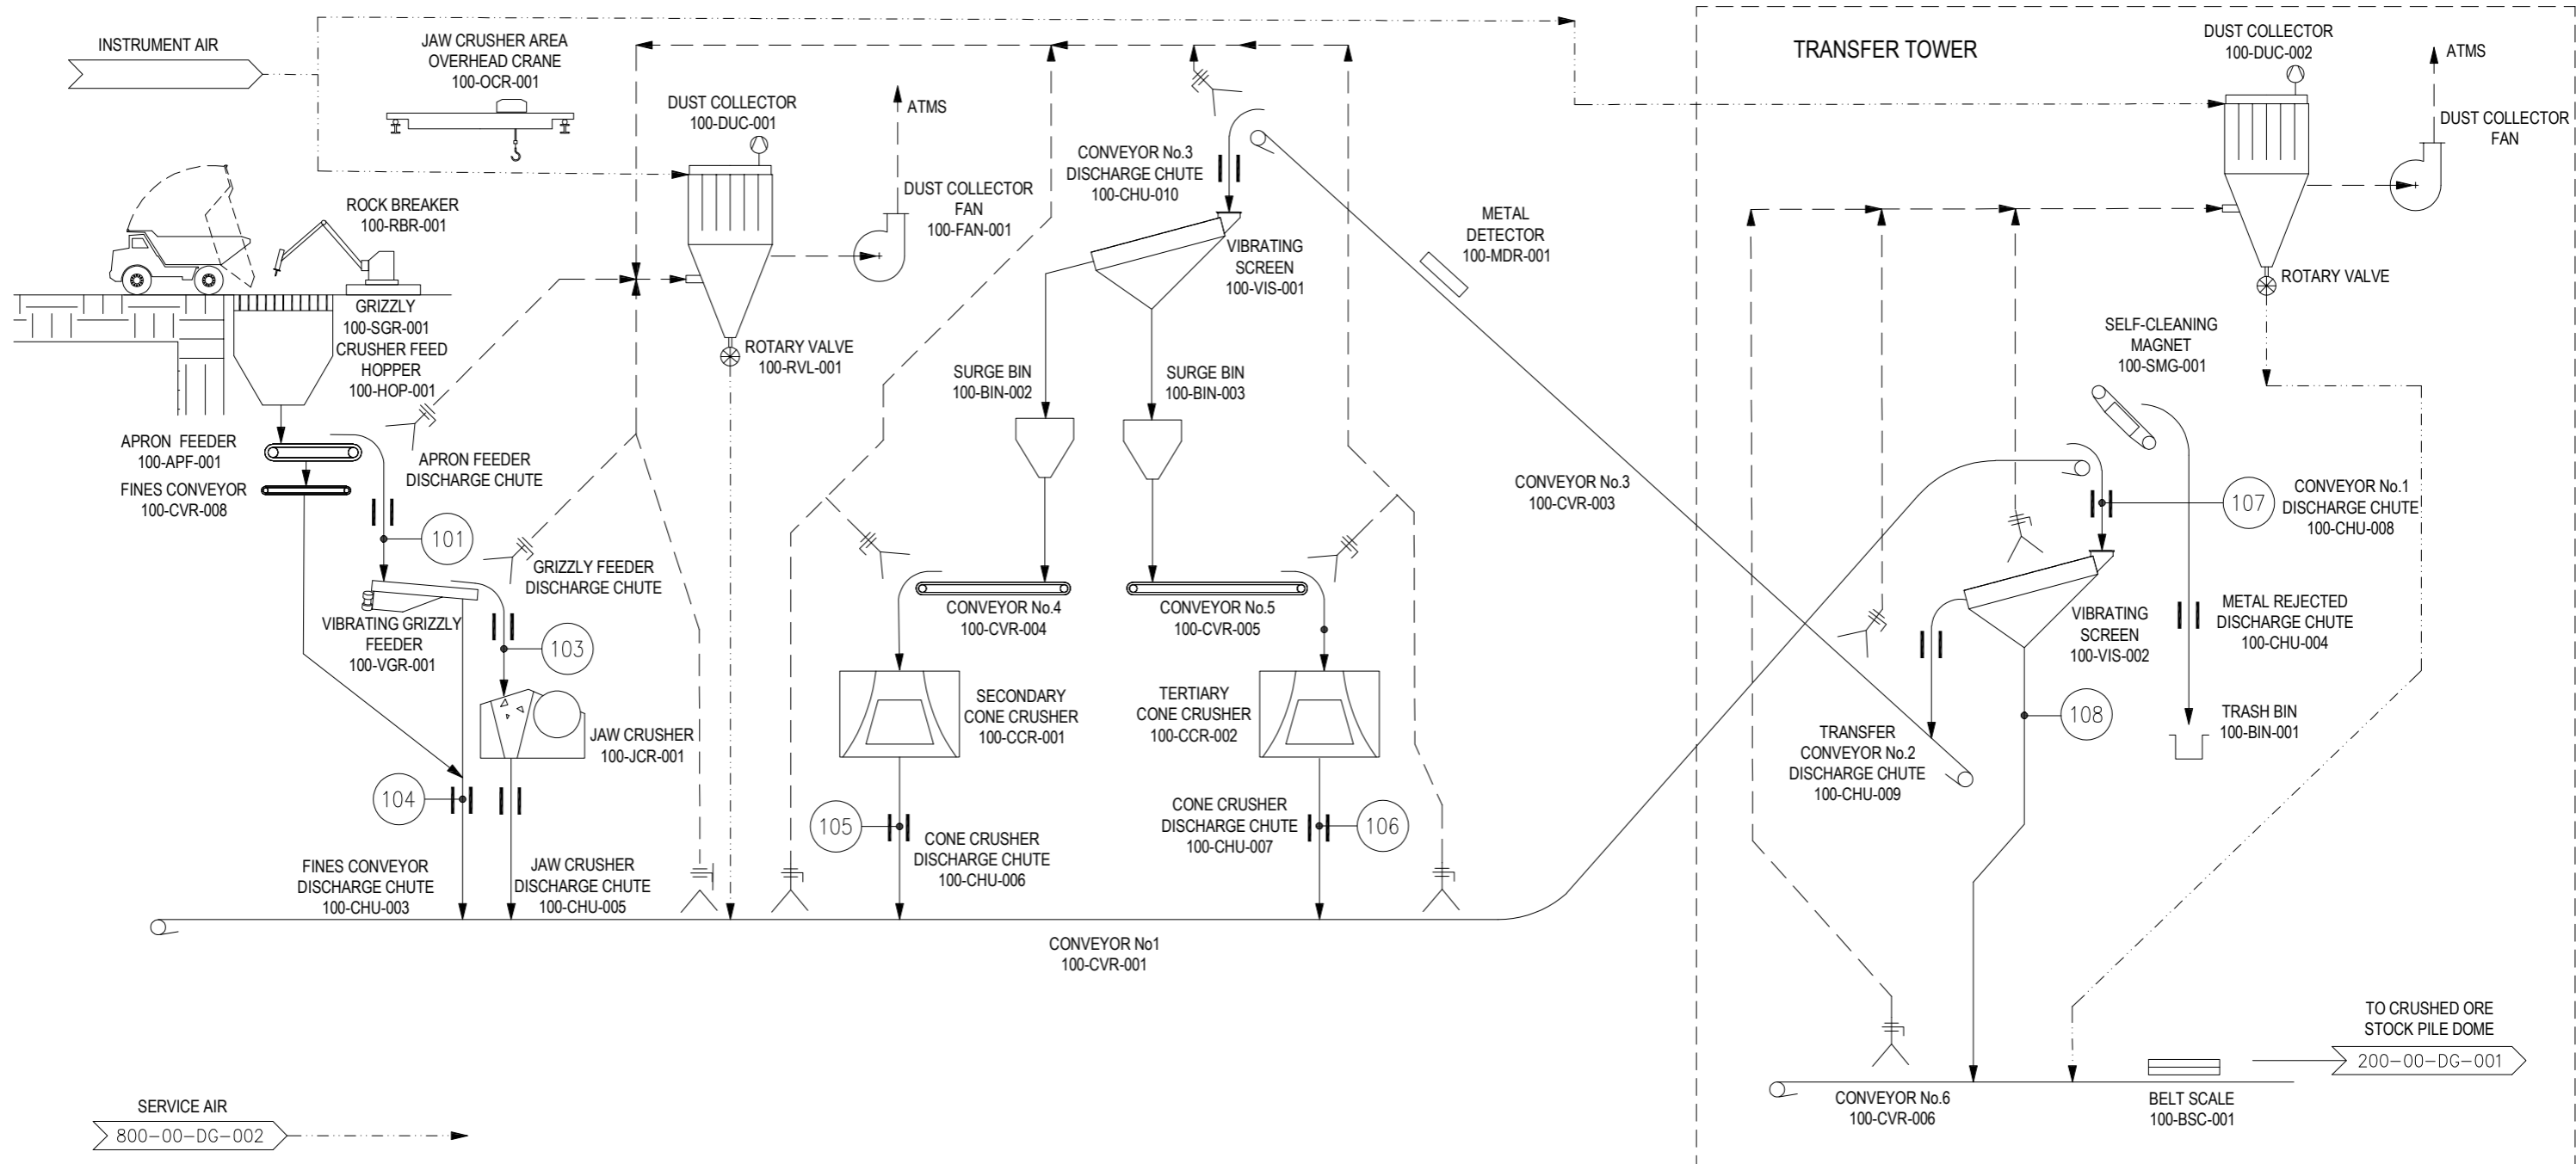 INSTRUMENT AIR
JAW CRUSHER AREA
OVERHEAD CRANE
100-OCR-001
ROCK BREAKER
100-RBR-001
GRIZZLY
100-SGR-001
CRUSHER FEED
HOPPER
100-HOP-001
APRON FEEDER
100-APF-001
FINES CONVEYOR
100-CVR-008
APRON FEEDER
DISCHARGE CHUTE
101
GRIZZLY FEEDER
DISCHARGE CHUTE
VIBRATING GRIZZLY
FEEDER
100-VGR-001
103
JAW CRUSHER
100-JCR-001
104
FINES CONVEYOR
DISCHARGE CHUTE
100-CHU-003
JAW CRUSHER
DISCHARGE CHUTE
100-CHU-005
DUST COLLECTOR
100-DUC-001
ATMS
DUST COLLECTOR
FAN
100-FAN-001
ROTARY VALVE
100-RVL-001
CONVEYOR No.3
DISCHARGE CHUTE
100-CHU-010
VIBRATING
SCREEN
100-VIS-001
METAL
DETECTOR
100-MDR-001
SURGE BIN
100-BIN-002
SURGE BIN
100-BIN-003
CONVEYOR No.3
100-CVR-003
CONVEYOR No.4
100-CVR-004
CONVEYOR No.5
100-CVR-005
SECONDARY
CONE CRUSHER
100-CCR-001
TERTIARY
CONE CRUSHER
100-CCR-002
105
CONE CRUSHER
DISCHARGE CHUTE
100-CHU-006
CONE CRUSHER
DISCHARGE CHUTE
100-CHU-007
106
CONVEYOR No1
100-CVR-001
TRANSFER TOWER
DUST COLLECTOR
100-DUC-002
ATMS
DUST COLLECTOR
FAN
ROTARY VALVE
SELF-CLEANING
MAGNET
100-SMG-001
107
CONVEYOR No.1
DISCHARGE CHUTE
100-CHU-008
VIBRATING
SCREEN
100-VIS-002
METAL REJECTED
DISCHARGE CHUTE
100-CHU-004
108
TRANSFER
CONVEYOR No.2
DISCHARGE CHUTE
100-CHU-009
TRASH BIN
100-BIN-001
TO CRUSHED ORE
STOCK PILE DOME
200-00-DG-001
CONVEYOR No.6
100-CVR-006
BELT SCALE
100-BSC-001
SERVICE AIR
800-00-DG-002